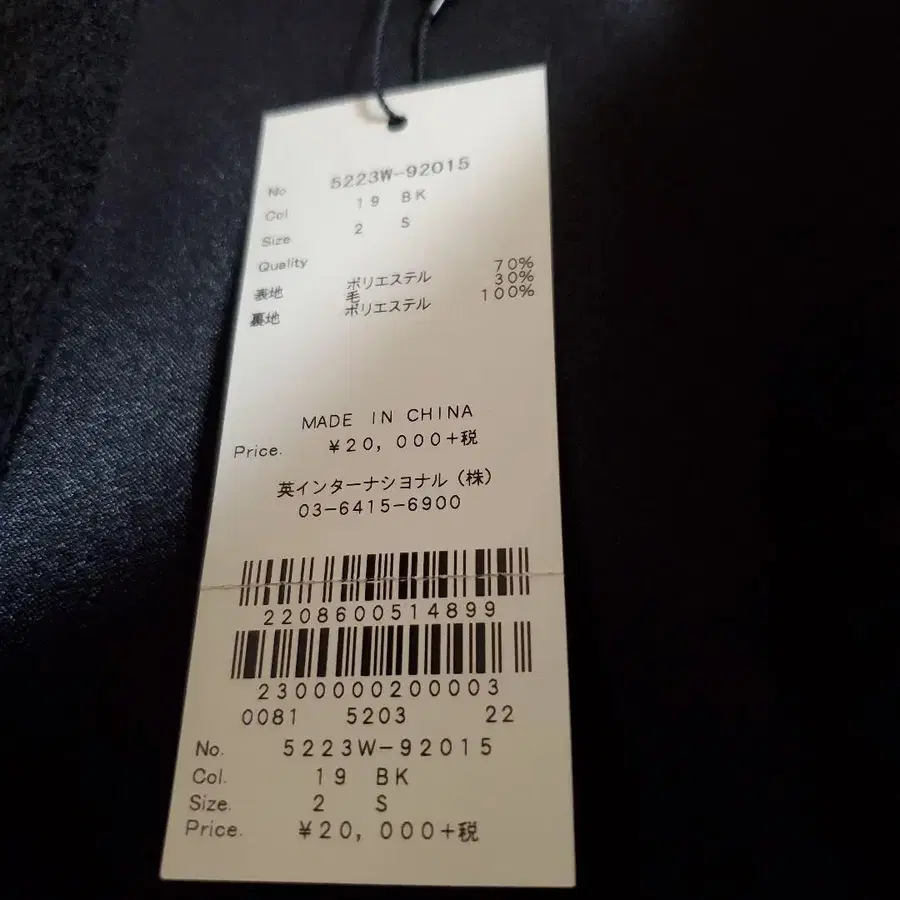 No 5223W-92015
Col 19 BK
Size 2 S
Quality
表地 ポリエステル 70%
毛 30%
裏地 ポリエステル 100%
MADE IN CHINA
Price. ¥20,000+税
英インターナショナル(株)
03-6415-6900
2208600514899
2300000200003
0081 5203 22
No. 5223W-92015
Col. 19 BK
Size. 2 S
Price. ¥20,000+税